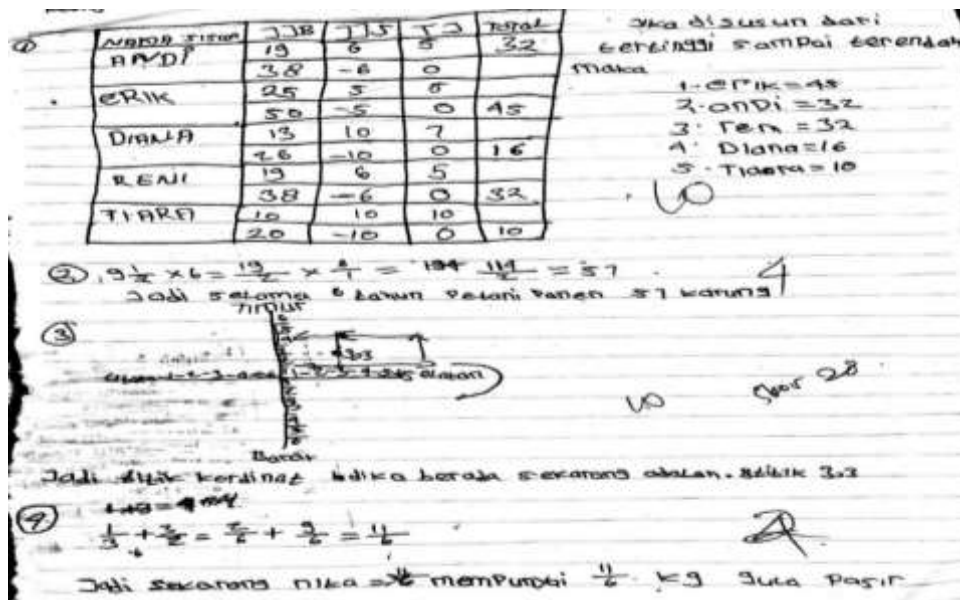 ① NAMA SISWA JJB JJS TJ Total
ANDI 19 6 5 32
38 -6 0
ERIK 25 5 0
50 -5 0 45
DIANA 13 10 7
26 -10 0 16
RENI 19 6 5
38 -6 0 32
TIARA 10 10 10
20 -10 0 10
Jika disusun dari
tertinggi sampai terendah
maka
1. Erik = 45
2. anDi = 32
3. Reni = 32
4. Diana = 16
5. Tiara = 10
② 9 1/2 × 6 = 19/2 × 6/1 = 114/2 = 57
Jadi selama 6 tahun Petani Panen 57 karung
4
③ Timur
Barat
skor 28
Jadi titik kordinat berada sekarang adalah titik 3.3
④ 1/3 + 3/2 = 2/6 + 9/6 = 11/6
Jadi sekarang nika mempunyai 11/6 kg gula Pasir